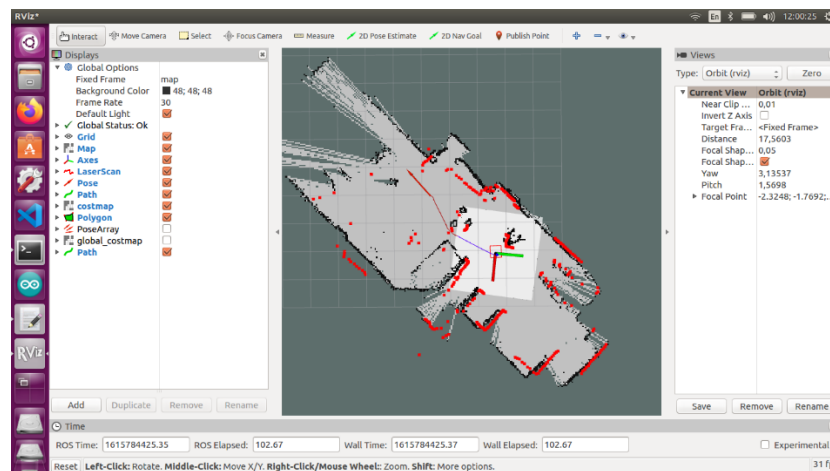 RViz*
En
12:00:25
Interact
Move Camera
Select
Focus Camera
Measure
2D Pose Estimate
2D Nav Goal
Publish Point
Displays
Global Options
Fixed Frame map
Background Color 48; 48; 48
Frame Rate 30
Default Light
Global Status: Ok
Grid
Map
Axes
LaserScan
Pose
Path
costmap
Polygon
PoseArray
global_costmap
Path
Add Duplicate Remove Rename
Views
Type: Orbit (rviz) Zero
Current View Orbit (rviz)
Near Clip ... 0,01
Invert Z Axis
Target Fra... <Fixed Frame>
Distance 17,5603
Focal Shap... 0,05
Focal Shap...
Yaw 3,13537
Pitch 1,5698
Focal Point -2.3248; -1.7692;...
Save Remove Rename
RViz
Time
ROS Time: 1615784425.35 ROS Elapsed: 102.67 Wall Time: 1615784425.37 Wall Elapsed: 102.67 Experimental
Reset Left-Click: Rotate. Middle-Click: Move X/Y. Right-Click/Mouse Wheel: Zoom. Shift: More options. 31 fp